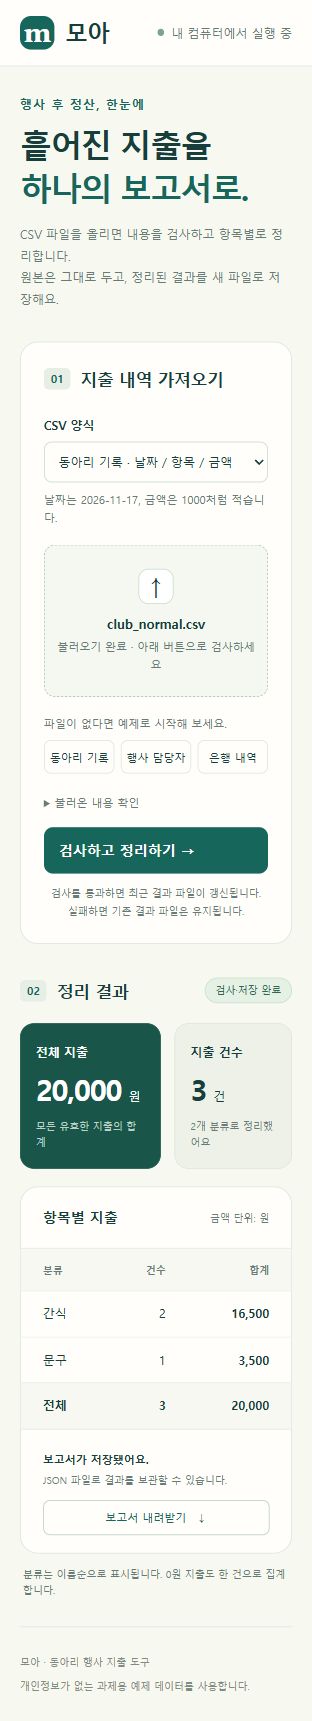 m 모아
내 컴퓨터에서 실행 중
행사 후 정산, 한눈에
흩어진 지출을
하나의 보고서로.
CSV 파일을 올리면 내용을 검사하고 항목별로 정
리합니다.
원본은 그대로 두고, 정리된 결과를 새 파일로 저
장해요.
01 지출 내역 가져오기
CSV 양식
동아리 기록 · 날짜 / 항목 / 금액
날짜는 2026-11-17, 금액은 1000처럼 적습니
다.
↑
club_normal.csv
불러오기 완료 · 아래 버튼으로 검사하세
요
파일이 없다면 예제로 시작해 보세요.
동아리 기록 행사 담당자 은행 내역
▶ 불러온 내용 확인
검사하고 정리하기 →
검사를 통과하면 최근 결과 파일이 갱신됩니다.
실패하면 기존 결과 파일은 유지됩니다.
02 정리 결과 검사·저장 완료
전체 지출
20,000 원
모든 유효한 지출의 합
계
지출 건수
3 건
2개 분류로 정리했
어요
항목별 지출 금액 단위: 원
분류 건수 합계
간식 2 16,500
문구 1 3,500
전체 3 20,000
보고서가 저장됐어요.
JSON 파일로 결과를 보관할 수 있습니다.
보고서 내려받기 ↓
분류는 이름순으로 표시됩니다. 0원 지출도 한 건으로 집계
합니다.
모아 · 동아리 행사 지출 도구
개인정보가 없는 과제용 예제 데이터를 사용합니다.